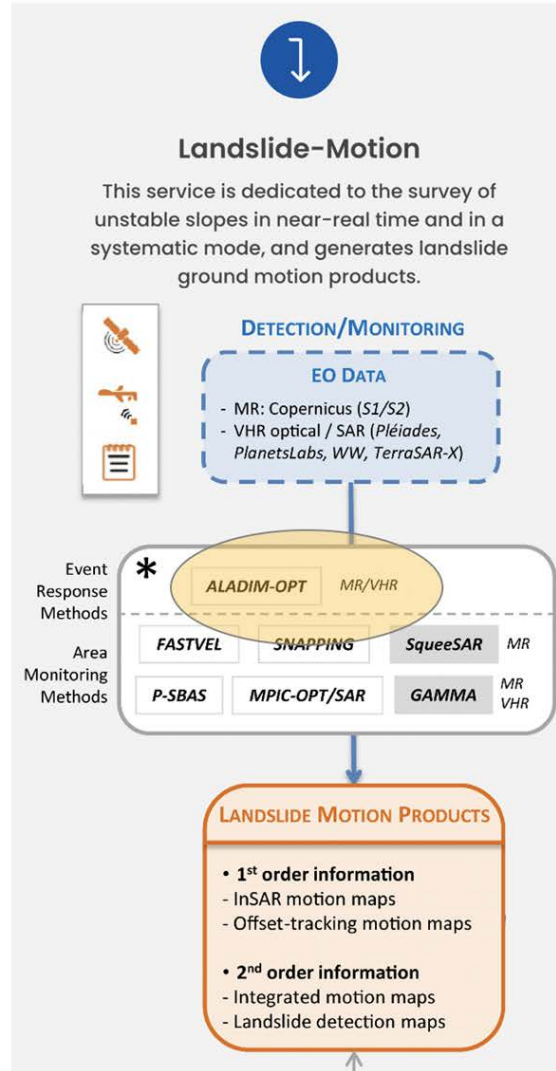 Landslide-Motion
This service is dedicated to the survey of
unstable slopes in near-real time and in a
systematic mode, and generates landslide
ground motion products.
DETECTION/MONITORING
EO DATA
- MR: Copernicus (S1/S2)
- VHR optical / SAR (Pléiades,
PlanetsLabs, WW, TerraSAR-X)
Event
Response
Methods
*
ALADIM-OPT MR/VHR
Area
Monitoring
Methods
FASTVEL SNAPPING SqueeSAR MR
P-SBAS MPIC-OPT/SAR GAMMA MR
VHR
LANDSLIDE MOTION PRODUCTS
• 1st order information
- InSAR motion maps
- Offset-tracking motion maps
• 2nd order information
- Integrated motion maps
- Landslide detection maps